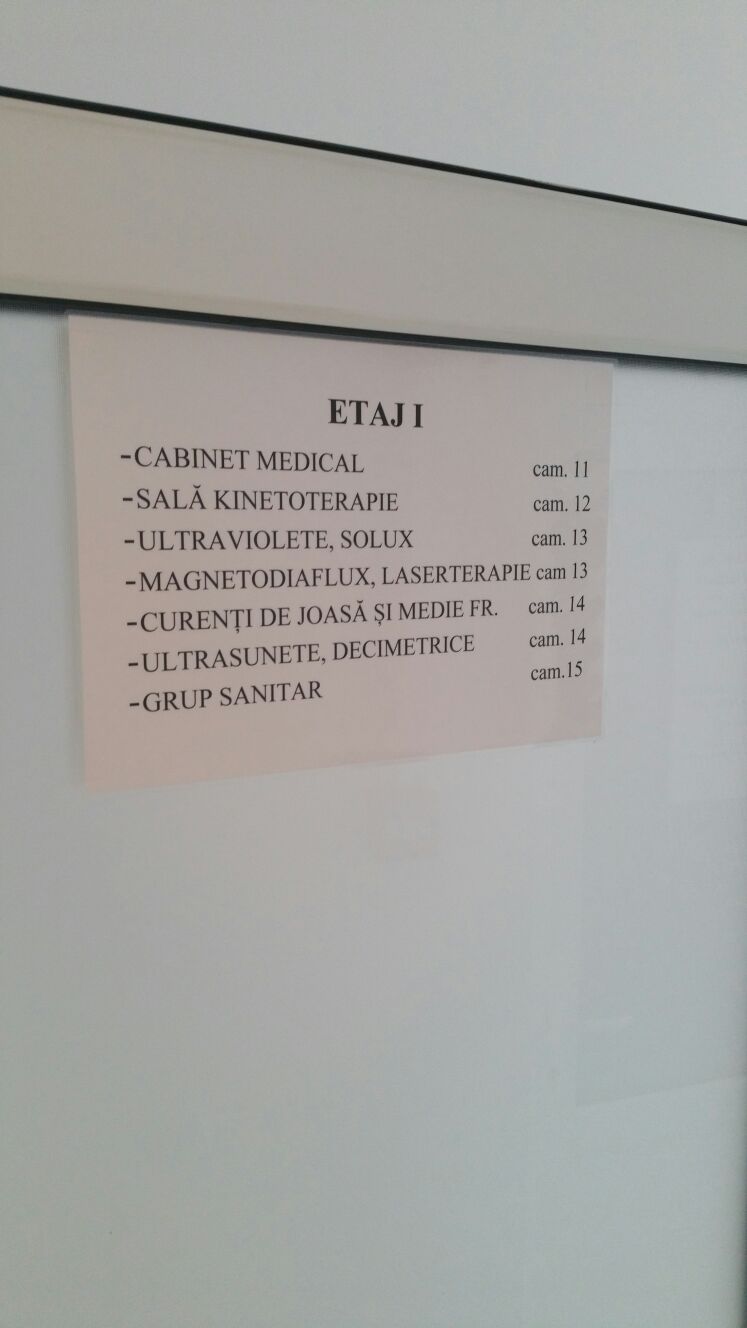 ETAJ I
-CABINET MEDICAL cam. 11
-SALĂ KINETOTERAPIE cam. 12
-ULTRAVIOLETE, SOLUX cam. 13
-MAGNETODIAFLUX, LASERTERAPIE cam 13
-CURENȚI DE JOASĂ ȘI MEDIE FR. cam. 14
-ULTRASUNETE, DECIMETRICE cam. 14
-GRUP SANITAR cam.15